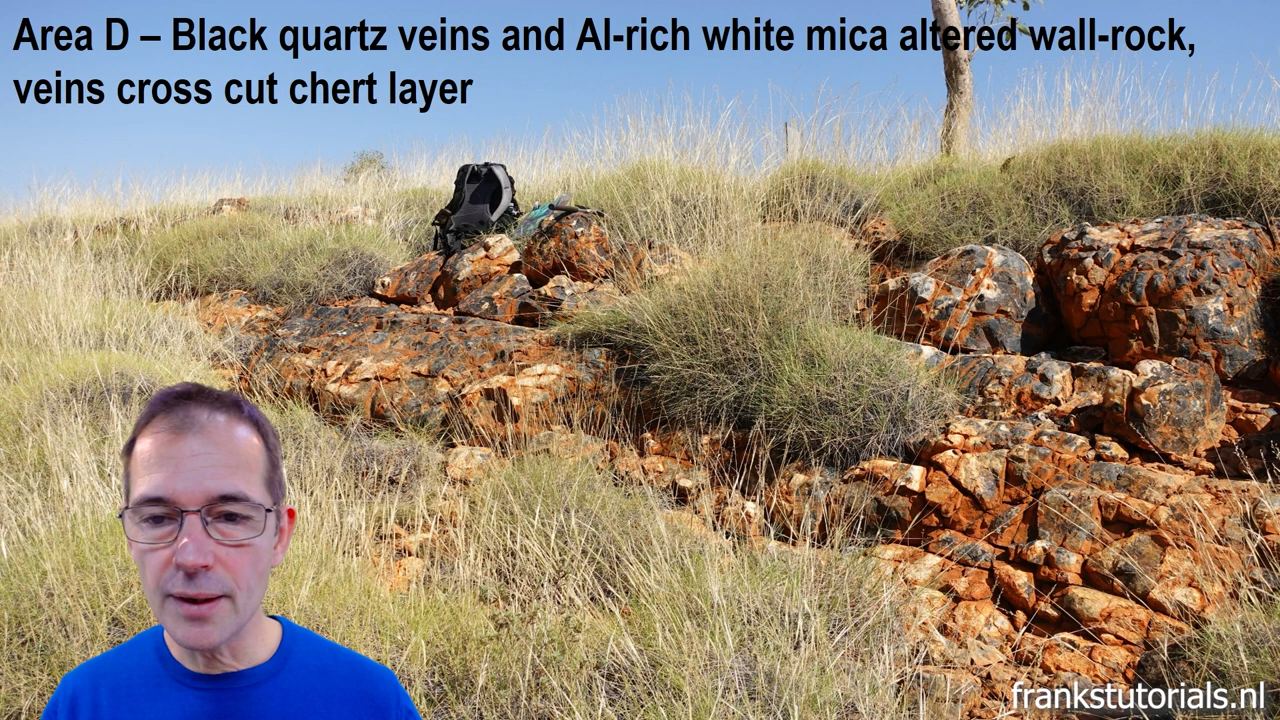 Area D – Black quartz veins and Al-rich white mica altered wall-rock,
veins cross cut chert layer
frankstutorials.nl